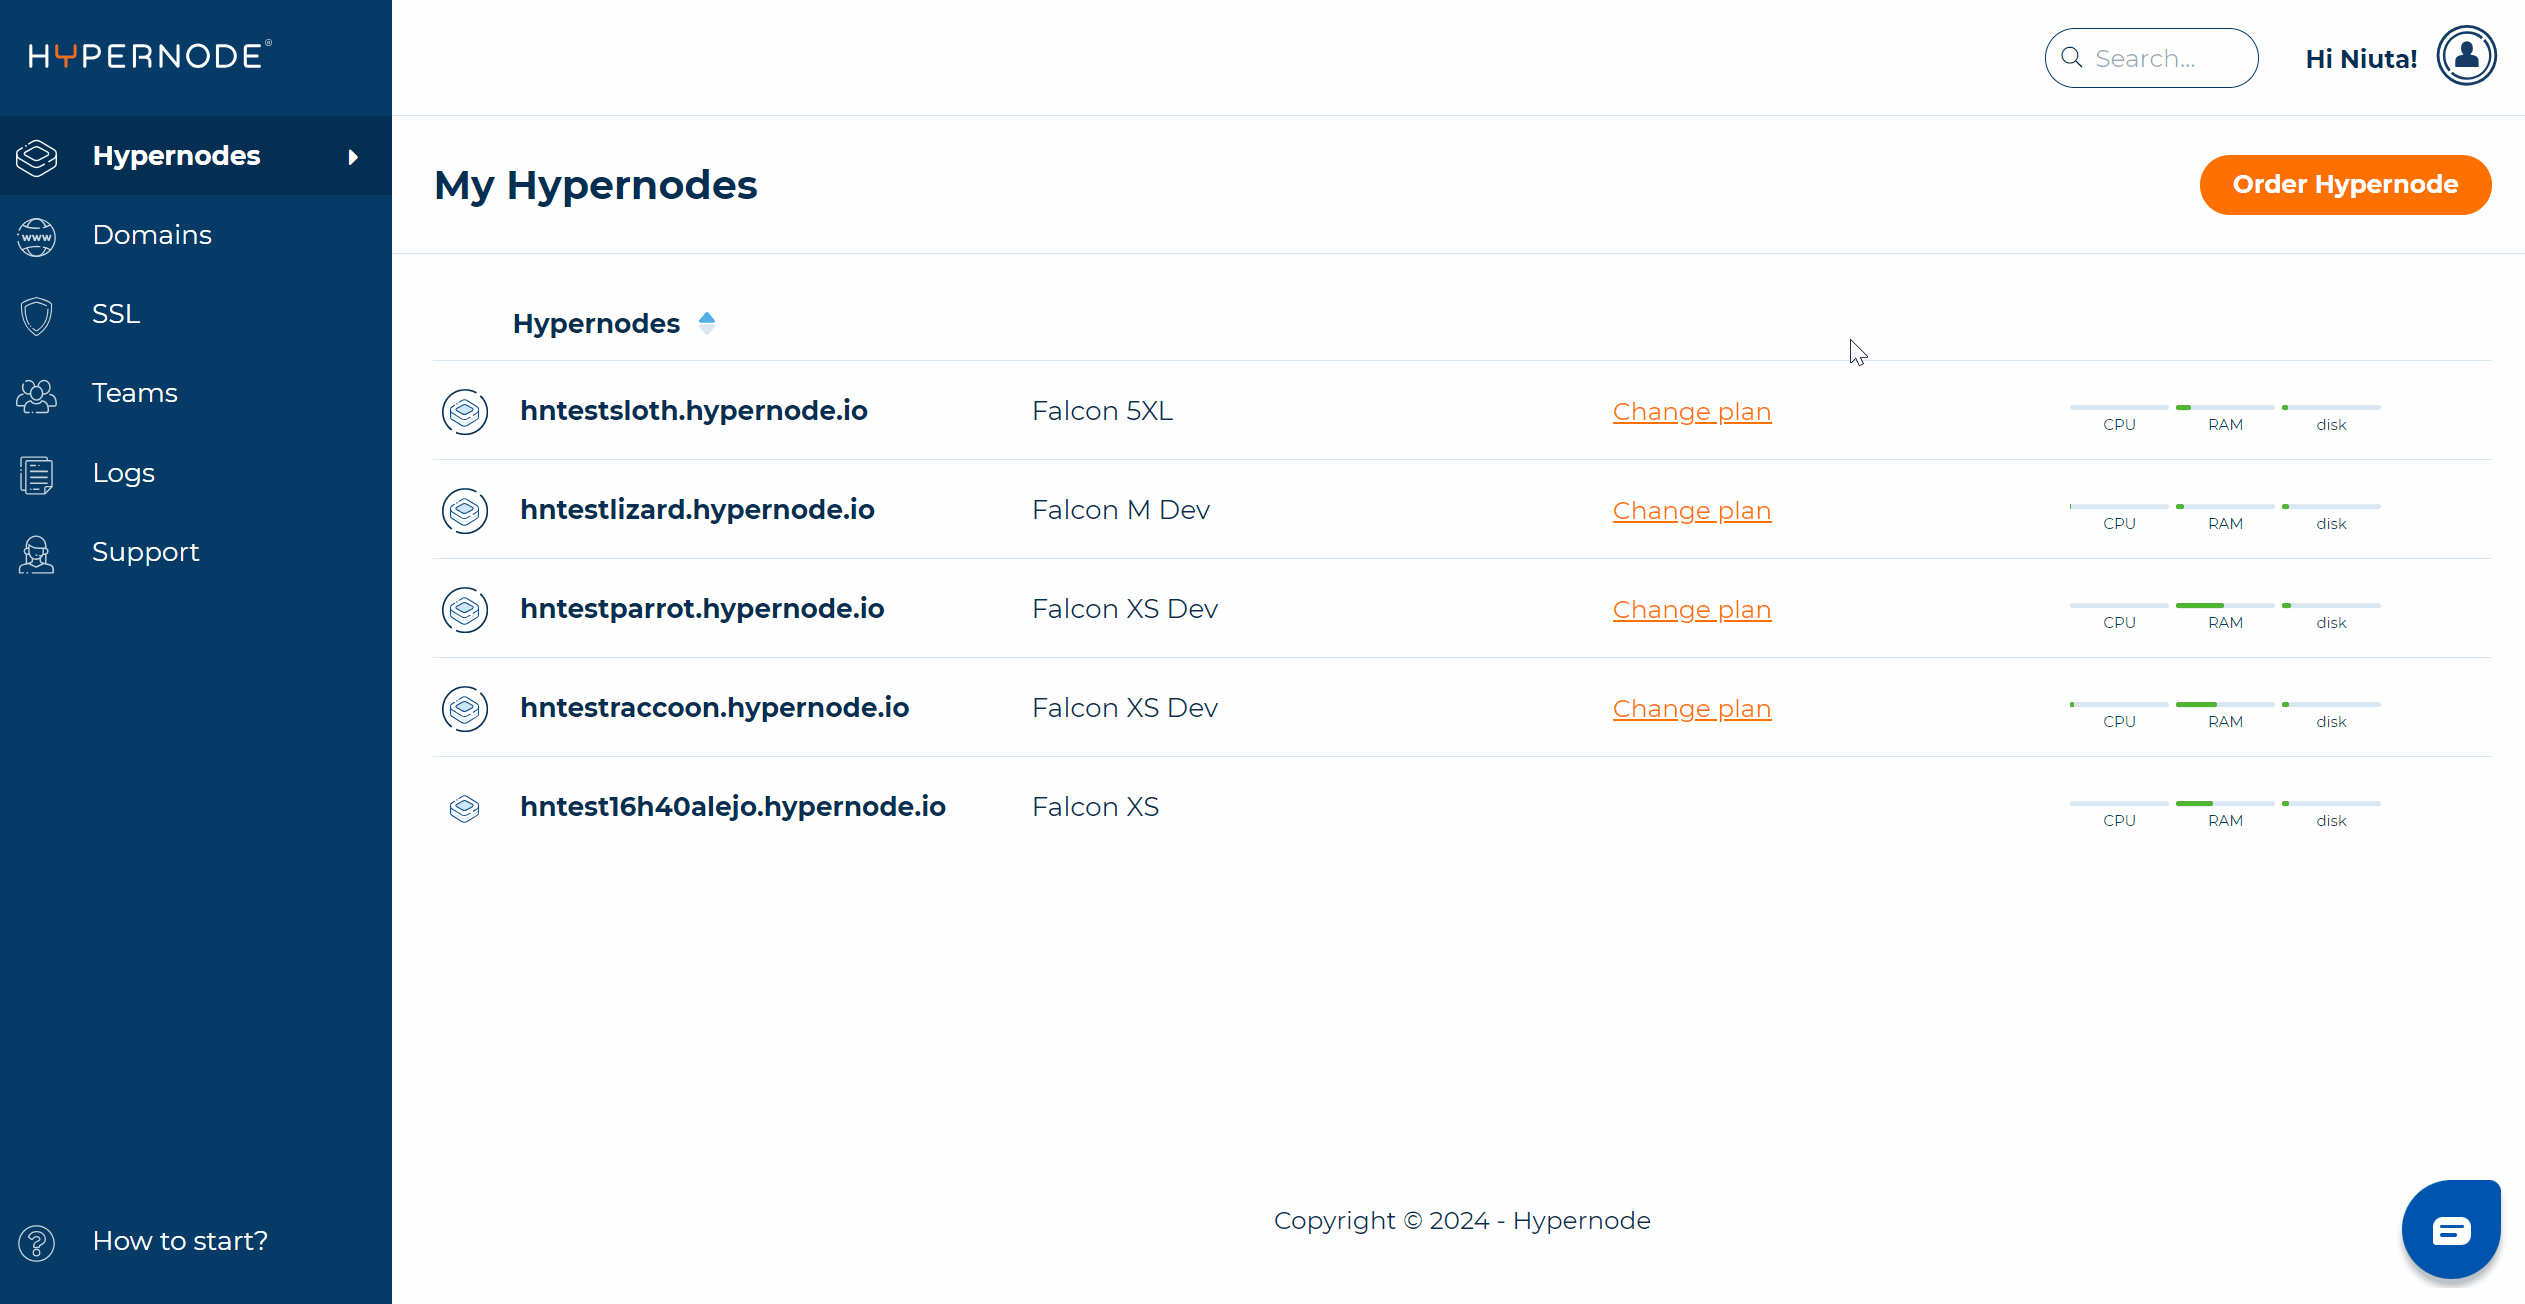 HYPERNODE®
Search...
Hi Niuta!
Hypernodes
Domains
SSL
Teams
Logs
Support
How to start?
My Hypernodes
Order Hypernode
Hypernodes
hntestsloth.hypernode.io Falcon 5XL Change plan CPU RAM disk
hntestlizard.hypernode.io Falcon M Dev Change plan CPU RAM disk
hntestparrot.hypernode.io Falcon XS Dev Change plan CPU RAM disk
hntestraccoon.hypernode.io Falcon XS Dev Change plan CPU RAM disk
hntest16h40alejo.hypernode.io Falcon XS CPU RAM disk
Copyright © 2024 - Hypernode